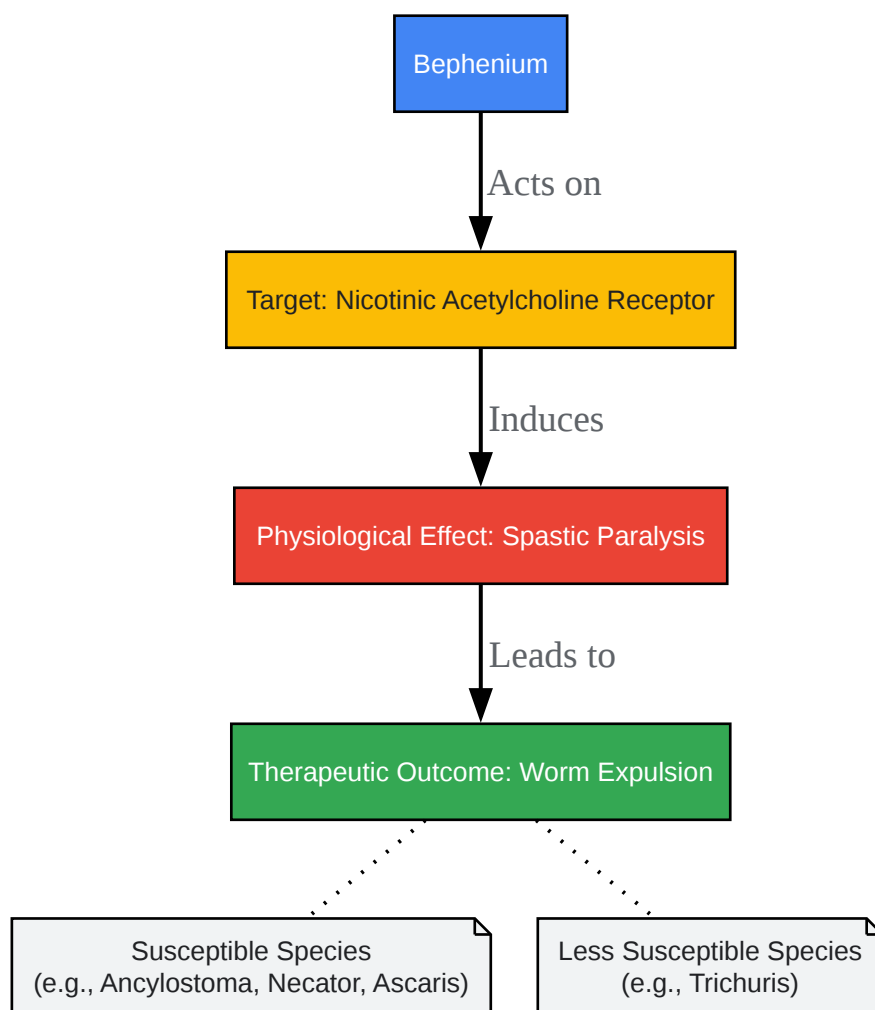 Bephenium
Acts on
Target: Nicotinic Acetylcholine Receptor
Induces
Physiological Effect: Spastic Paralysis
Leads to
Therapeutic Outcome: Worm Expulsion
Susceptible Species
(e.g., Ancylostoma, Necator, Ascaris)
Less Susceptible Species
(e.g., Trichuris)